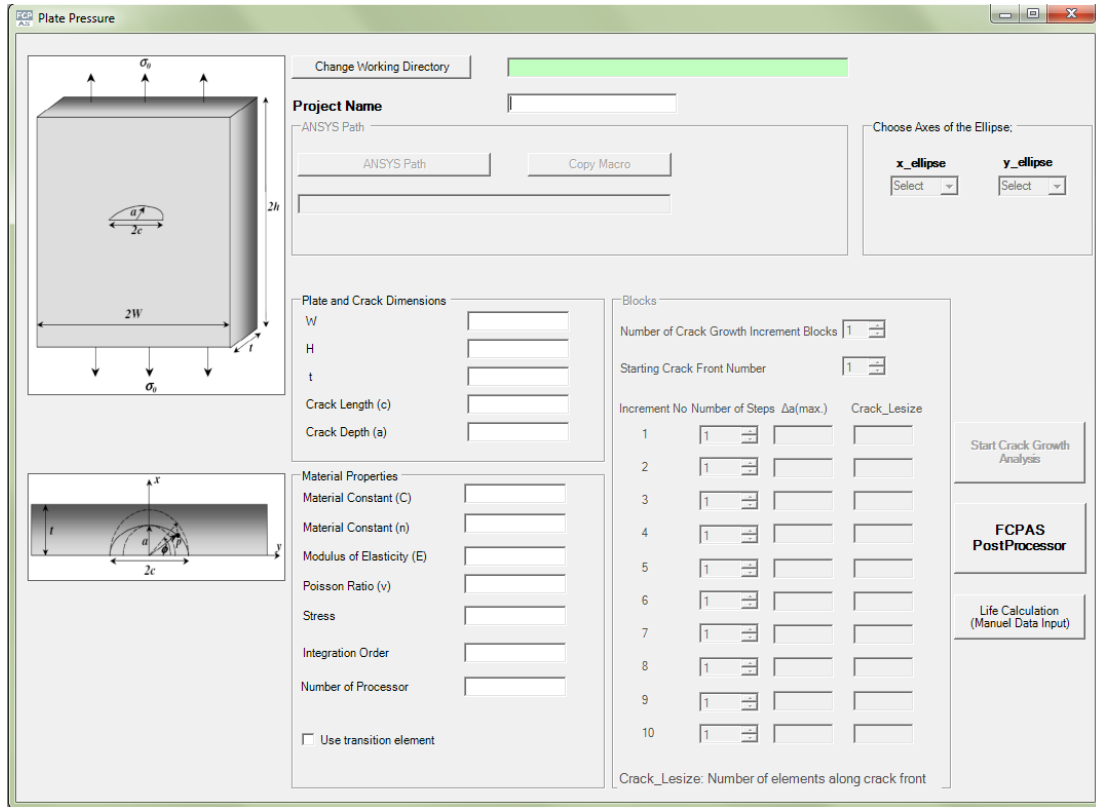 FCP
AS
Plate Pressure
σ₀
a
2c
2h
2W
t
σ₀
x
t
a
ρ
ϕ
y
2c
Change Working Directory
Project Name
ANSYS Path
ANSYS Path
Copy Macro
Choose Axes of the Ellipse;
x_ellipse y_ellipse
Select Select
Plate and Crack Dimensions
W
H
t
Crack Length (c)
Crack Depth (a)
Material Properties
Material Constant (C)
Material Constant (n)
Modulus of Elasticity (E)
Poisson Ratio (v)
Stress
Integration Order
Number of Processor
Use transition element
Blocks
Number of Crack Growth Increment Blocks 1
Starting Crack Front Number 1
Increment No Number of Steps Δa(max.) Crack_Lesize
1 1
2 1
3 1
4 1
5 1
6 1
7 1
8 1
9 1
10 1
Crack_Lesize: Number of elements along crack front
Start Crack Growth
Analysis
FCPAS
PostProcessor
Life Calculation
(Manuel Data Input)